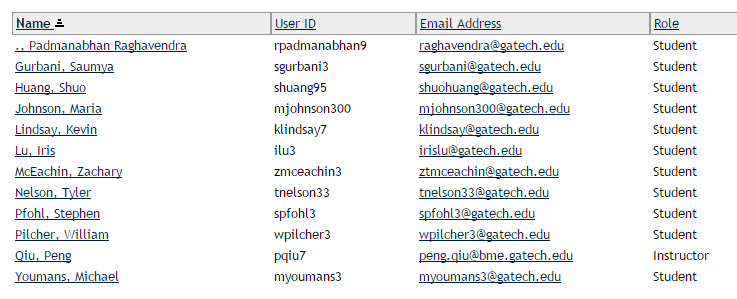 Name User ID Email Address Role
., Padmanabhan Raghavendra rpadmanabhan9 raghavendra@gatech.edu Student
Gurbani, Saumya sgurbani3 sgurbani@gatech.edu Student
Huang, Shuo shuang95 shuohuang@gatech.edu Student
Johnson, Maria mjohnson300 mjohnson300@gatech.edu Student
Lindsay, Kevin klindsay7 klindsay@gatech.edu Student
Lu, Iris ilu3 irislu@gatech.edu Student
McEachin, Zachary zmceachin3 ztmceachin@gatech.edu Student
Nelson, Tyler tnelson33 tnelson33@gatech.edu Student
Pfohl, Stephen spfohl3 spfohl3@gatech.edu Student
Pilcher, William wpilcher3 wpilcher3@gatech.edu Student
Qiu, Peng pqiu7 peng.qiu@bme.gatech.edu Instructor
Youmans, Michael myoumans3 myoumans3@gatech.edu Student